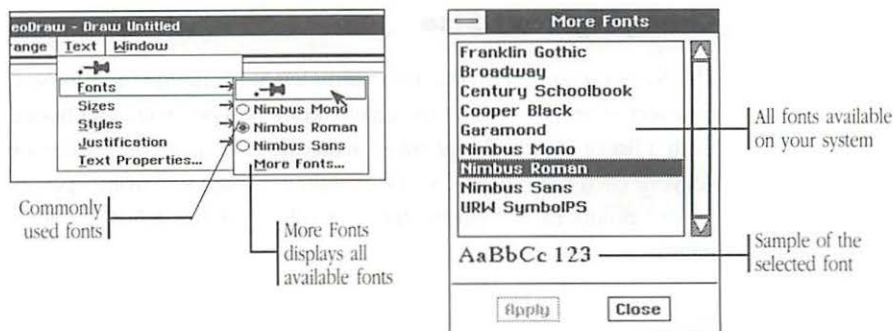 eoDraw - Draw Untitled
ange Text Window
Fonts
Sizes
Styles
Justification
Text Properties...
Nimbus Mono
Nimbus Roman
Nimbus Sans
More Fonts...
Commonly
used fonts
More Fonts
displays all
available fonts
More Fonts
Franklin Gothic
Broadway
Century Schoolbook
Cooper Black
Garamond
Nimbus Mono
Nimbus Roman
Nimbus Sans
URW SymbolPS
AaBbCc 123
Apply
Close
All fonts available
on your system
Sample of the
selected font